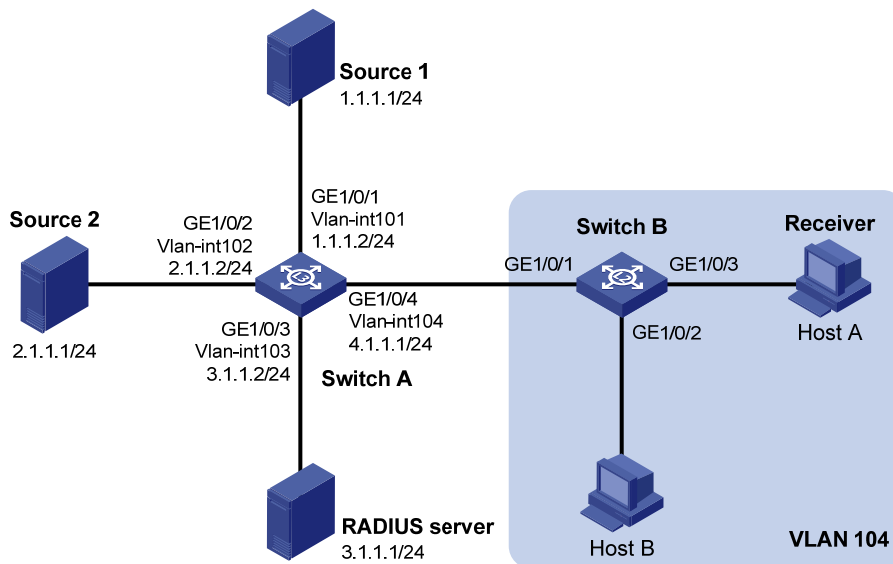 Source 1
1.1.1.1/24
GE1/0/1
Vlan-int101
1.1.1.2/24
Source 2
2.1.1.1/24
GE1/0/2
Vlan-int102
2.1.1.2/24
GE1/0/3
Vlan-int103
3.1.1.2/24
GE1/0/4
Vlan-int104
4.1.1.1/24
Switch A
RADIUS server
3.1.1.1/24
Switch B
GE1/0/1
GE1/0/3
GE1/0/2
Receiver
Host A
Host B
VLAN 104